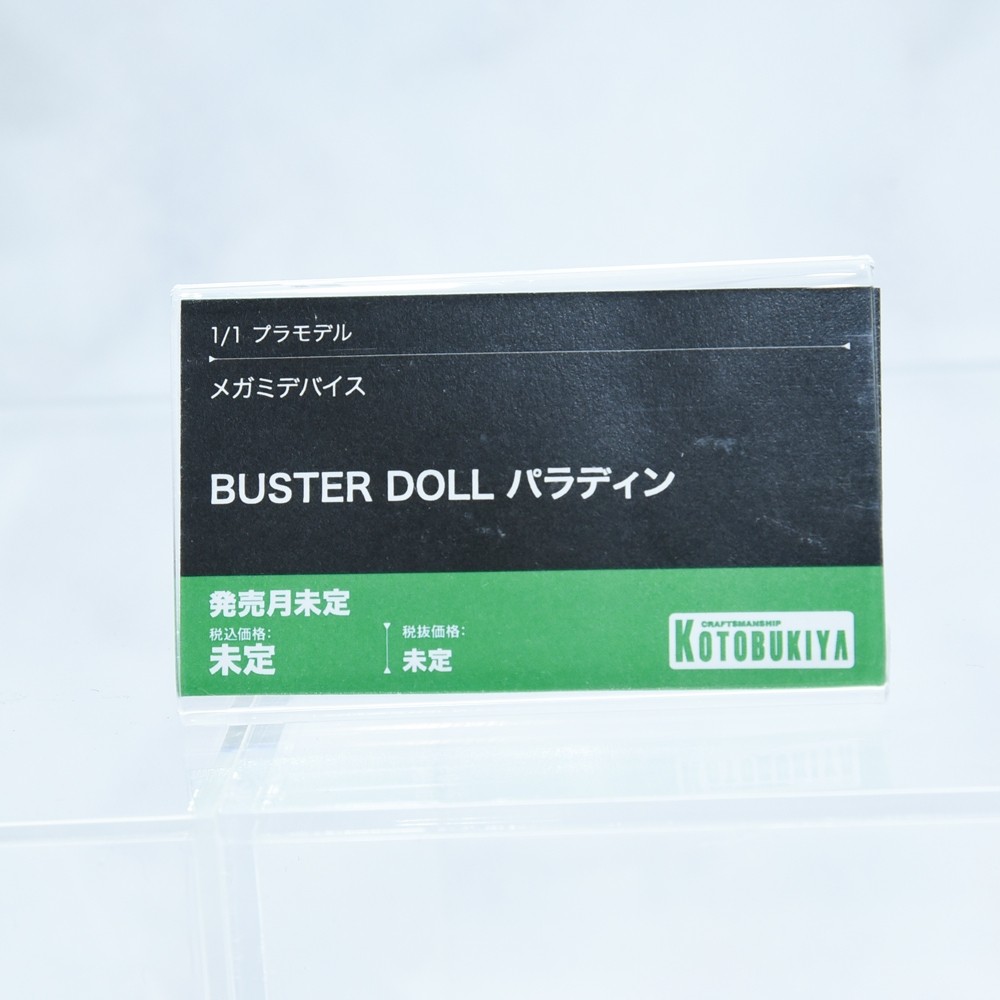 1/1 プラモデル
メガミデバイス
BUSTER DOLL パラディン
発売月未定
税込価格:
未定
税抜価格:
未定
CRAFTSMANSHIP
KOTOBUKIYA